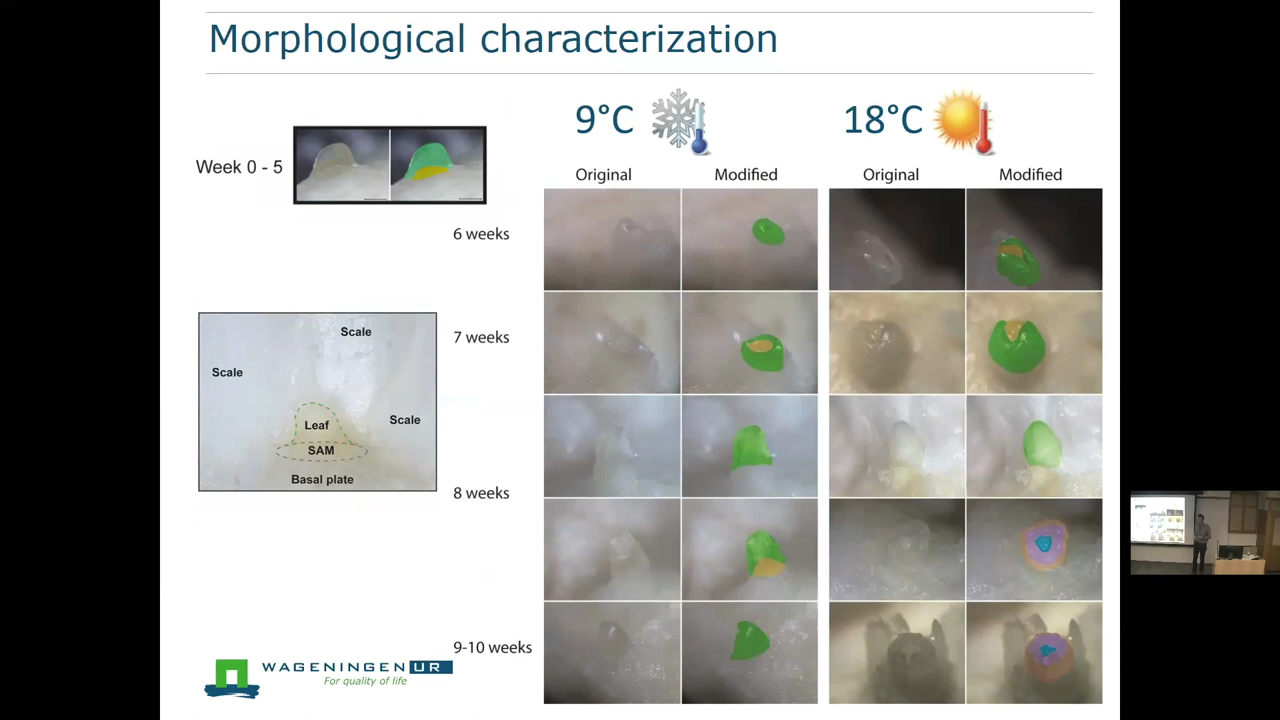 Morphological characterization
9°C
18°C
Week 0 - 5
Original
Modified
Original
Modified
6 weeks
7 weeks
Scale
Scale
Scale
Leaf
SAM
Basal plate
8 weeks
9-10 weeks
WAGENINGEN UR
For quality of life